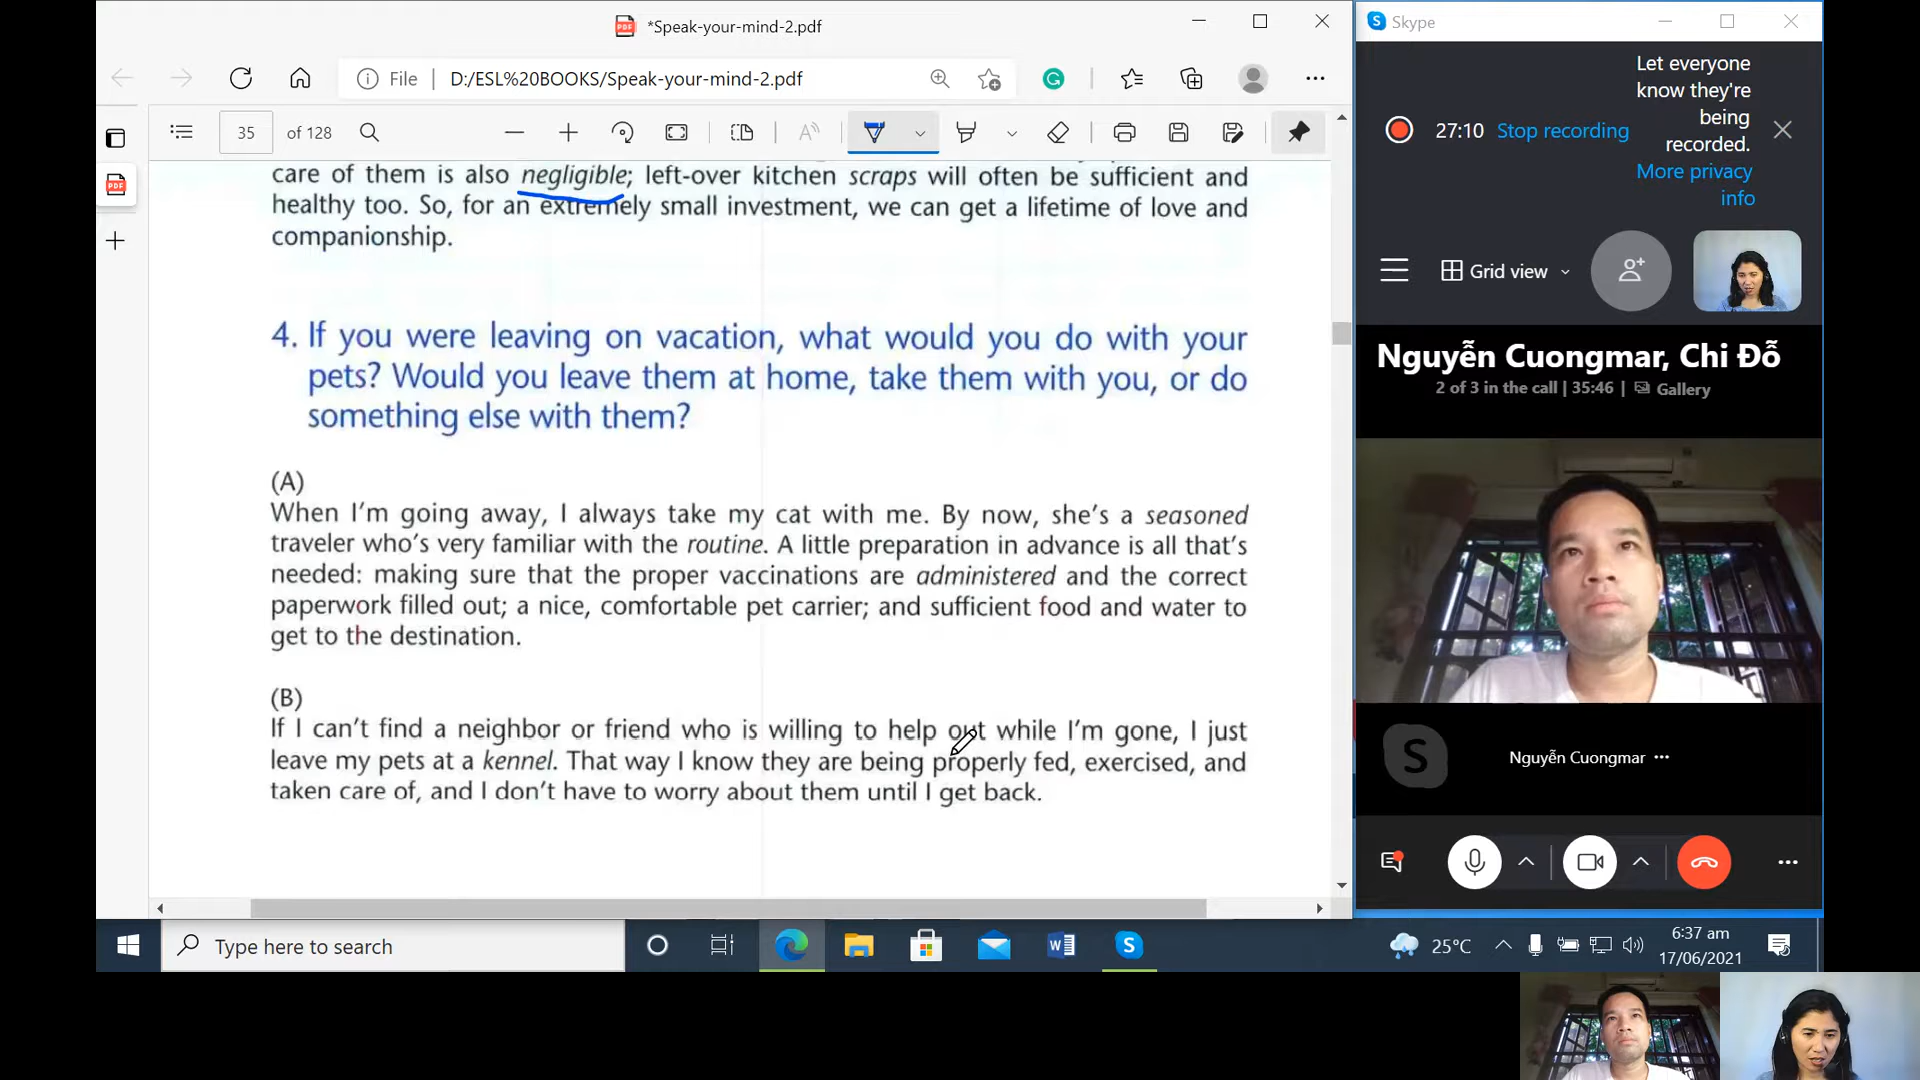 *Speak-your-mind-2.pdf
File
D:/ESL%20BOOKS/Speak-your-mind-2.pdf
35 of 128
care of them is also negligible; left-over kitchen scraps will often be sufficient and
healthy too. So, for an extremely small investment, we can get a lifetime of love and
companionship.
4. If you were leaving on vacation, what would you do with your
pets? Would you leave them at home, take them with you, or do
something else with them?
(A)
When I'm going away, I always take my cat with me. By now, she's a seasoned
traveler who's very familiar with the routine. A little preparation in advance is all that's
needed: making sure that the proper vaccinations are administered and the correct
paperwork filled out; a nice, comfortable pet carrier; and sufficient food and water to
get to the destination.
(B)
If I can't find a neighbor or friend who is willing to help out while I'm gone, I just
leave my pets at a kennel. That way I know they are being properly fed, exercised, and
taken care of, and I don't have to worry about them until I get back.
Skype
27:10 Stop recording
Let everyone
know they're
being
recorded.
More privacy
info
Grid view
Nguyễn Cuongmar, Chi Đỗ
2 of 3 in the call | 35:46 | Gallery
Nguyễn Cuongmar
Type here to search
25°C
6:37 am
17/06/2021